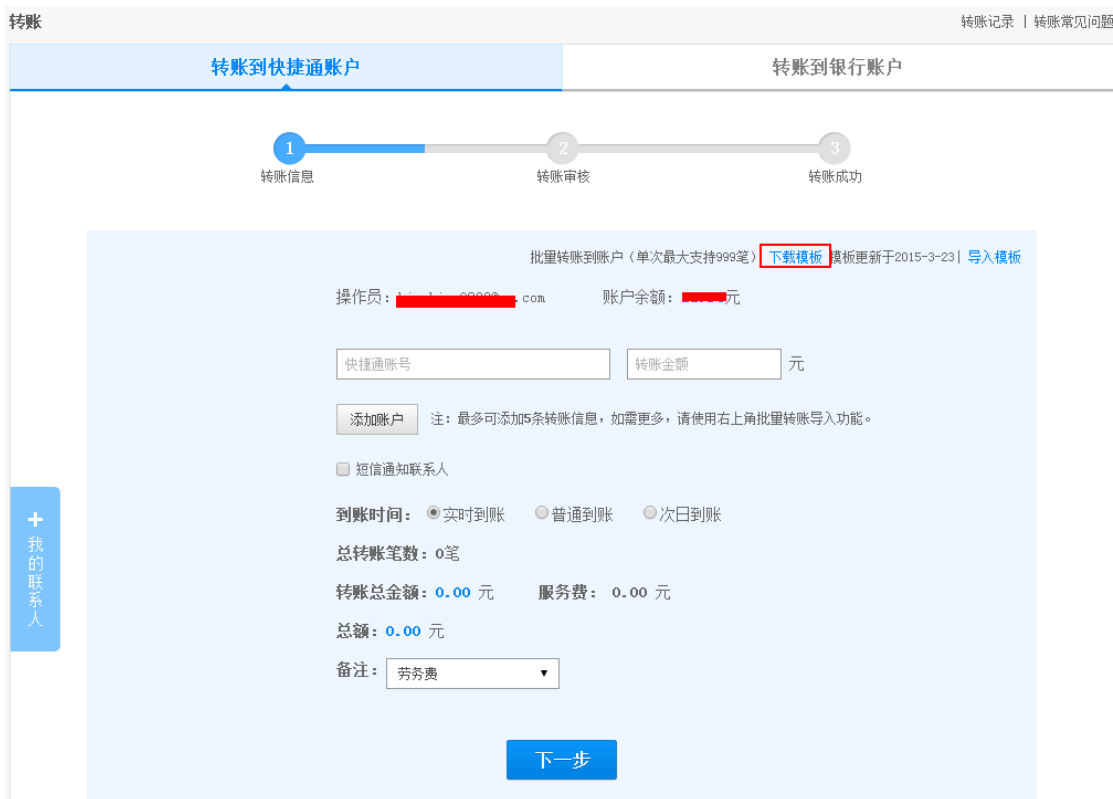 转账
转账记录 | 转账常见问题
转账到快捷通账户 转账到银行账户
1 2 3
转账信息 转账审核 转账成功
批量转账到账户(单次最大支持999笔) 下载模板 模板更新于2015-3-23| 导入模板
操作员: .com 账户余额: 元
快捷通账号 转账金额 元
添加账户 注:最多可添加5条转账信息,如需更多,请使用右上角批量转账导入功能。
短信通知联系人
到账时间: 实时到账 普通到账 次日到账
总转账笔数:0笔
转账总金额:0.00 元 服务费: 0.00 元
总额:0.00 元
备注: 劳务费
下一步
+
我的联系人